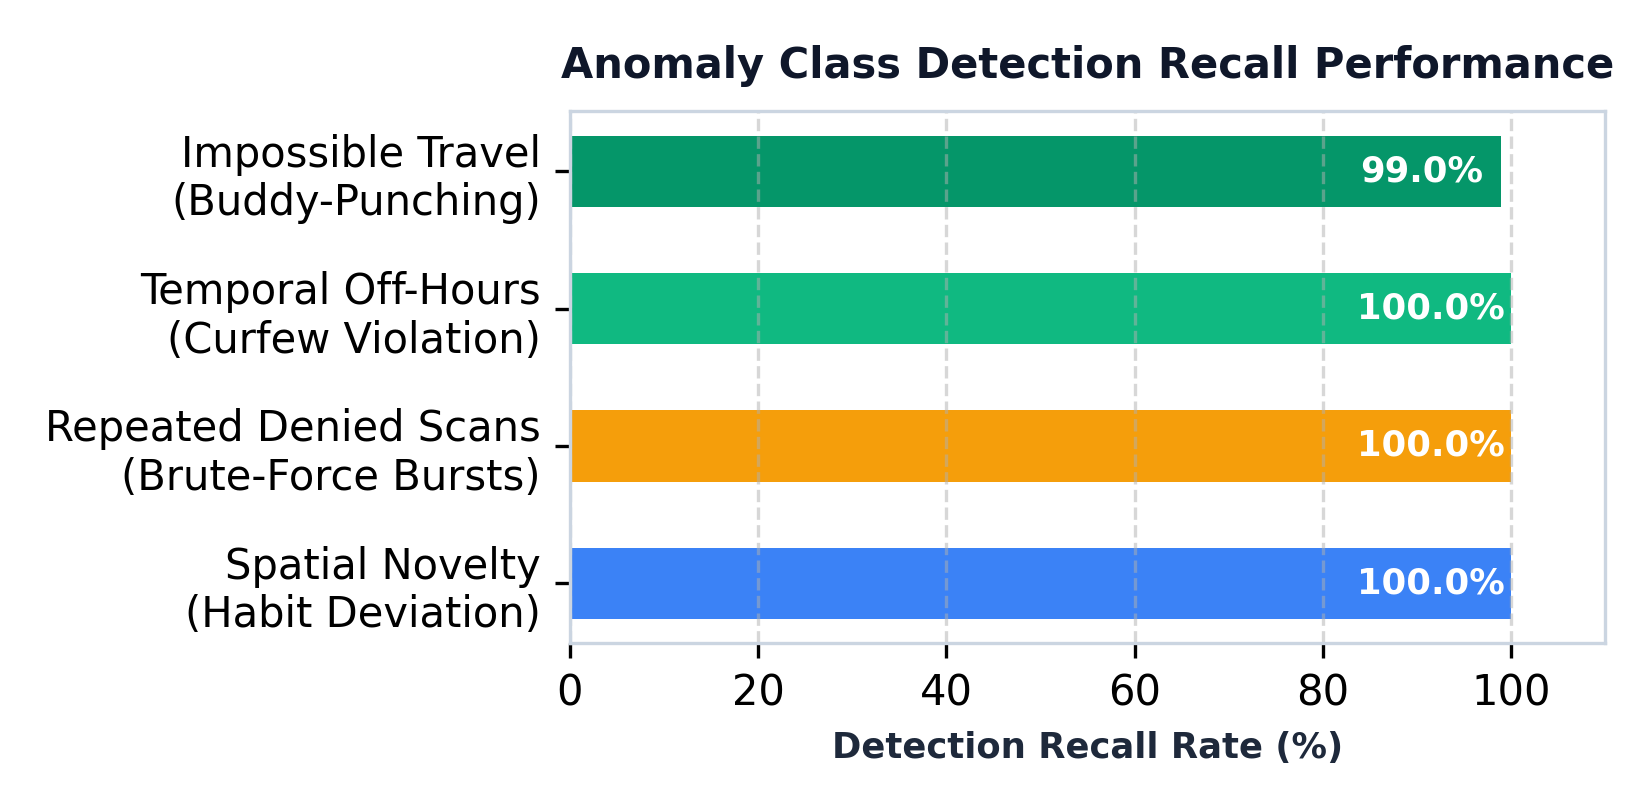 Anomaly Class Detection Recall Performance
Impossible Travel
(Buddy-Punching)
99.0%
Temporal Off-Hours
(Curfew Violation)
100.0%
Repeated Denied Scans
(Brute-Force Bursts)
100.0%
Spatial Novelty
(Habit Deviation)
100.0%
0 20 40 60 80 100
Detection Recall Rate (%)